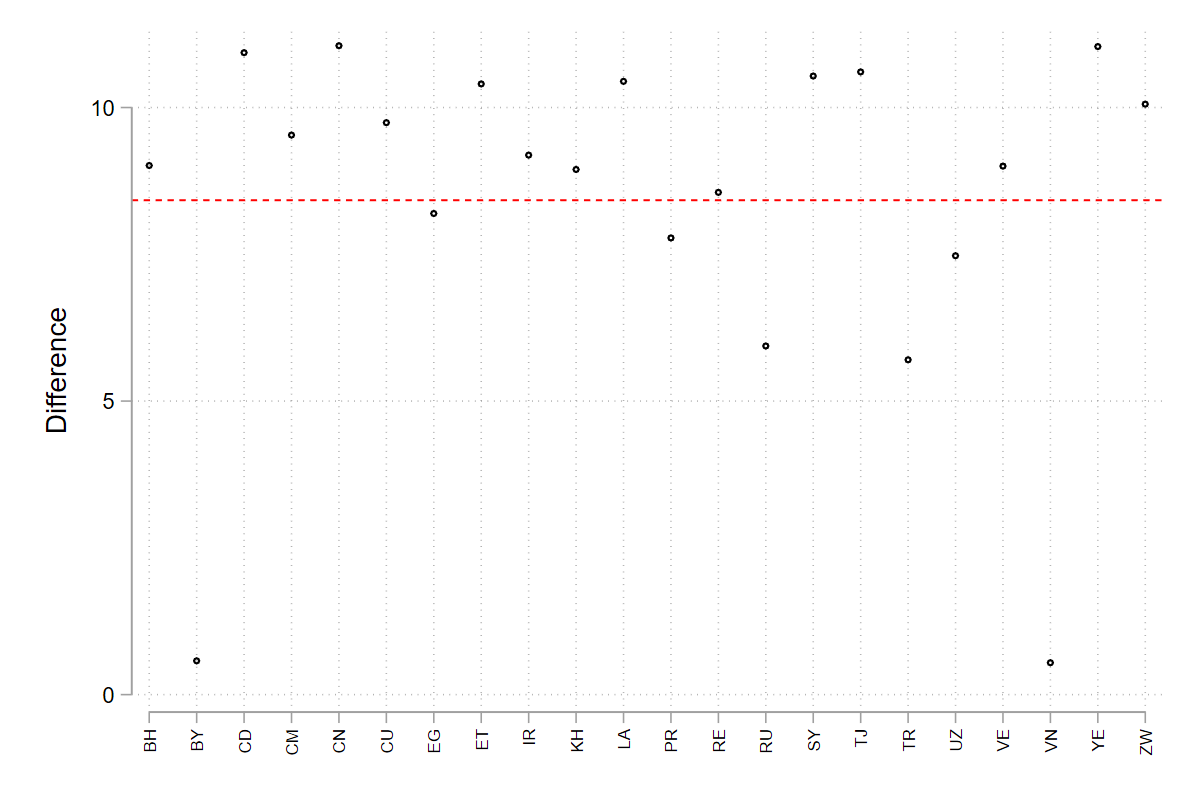 Difference
10
5
0
BH BY CD CM CN CU EG ET IR KH LA PR RE RU SY TJ TR UZ VE VN YE ZW